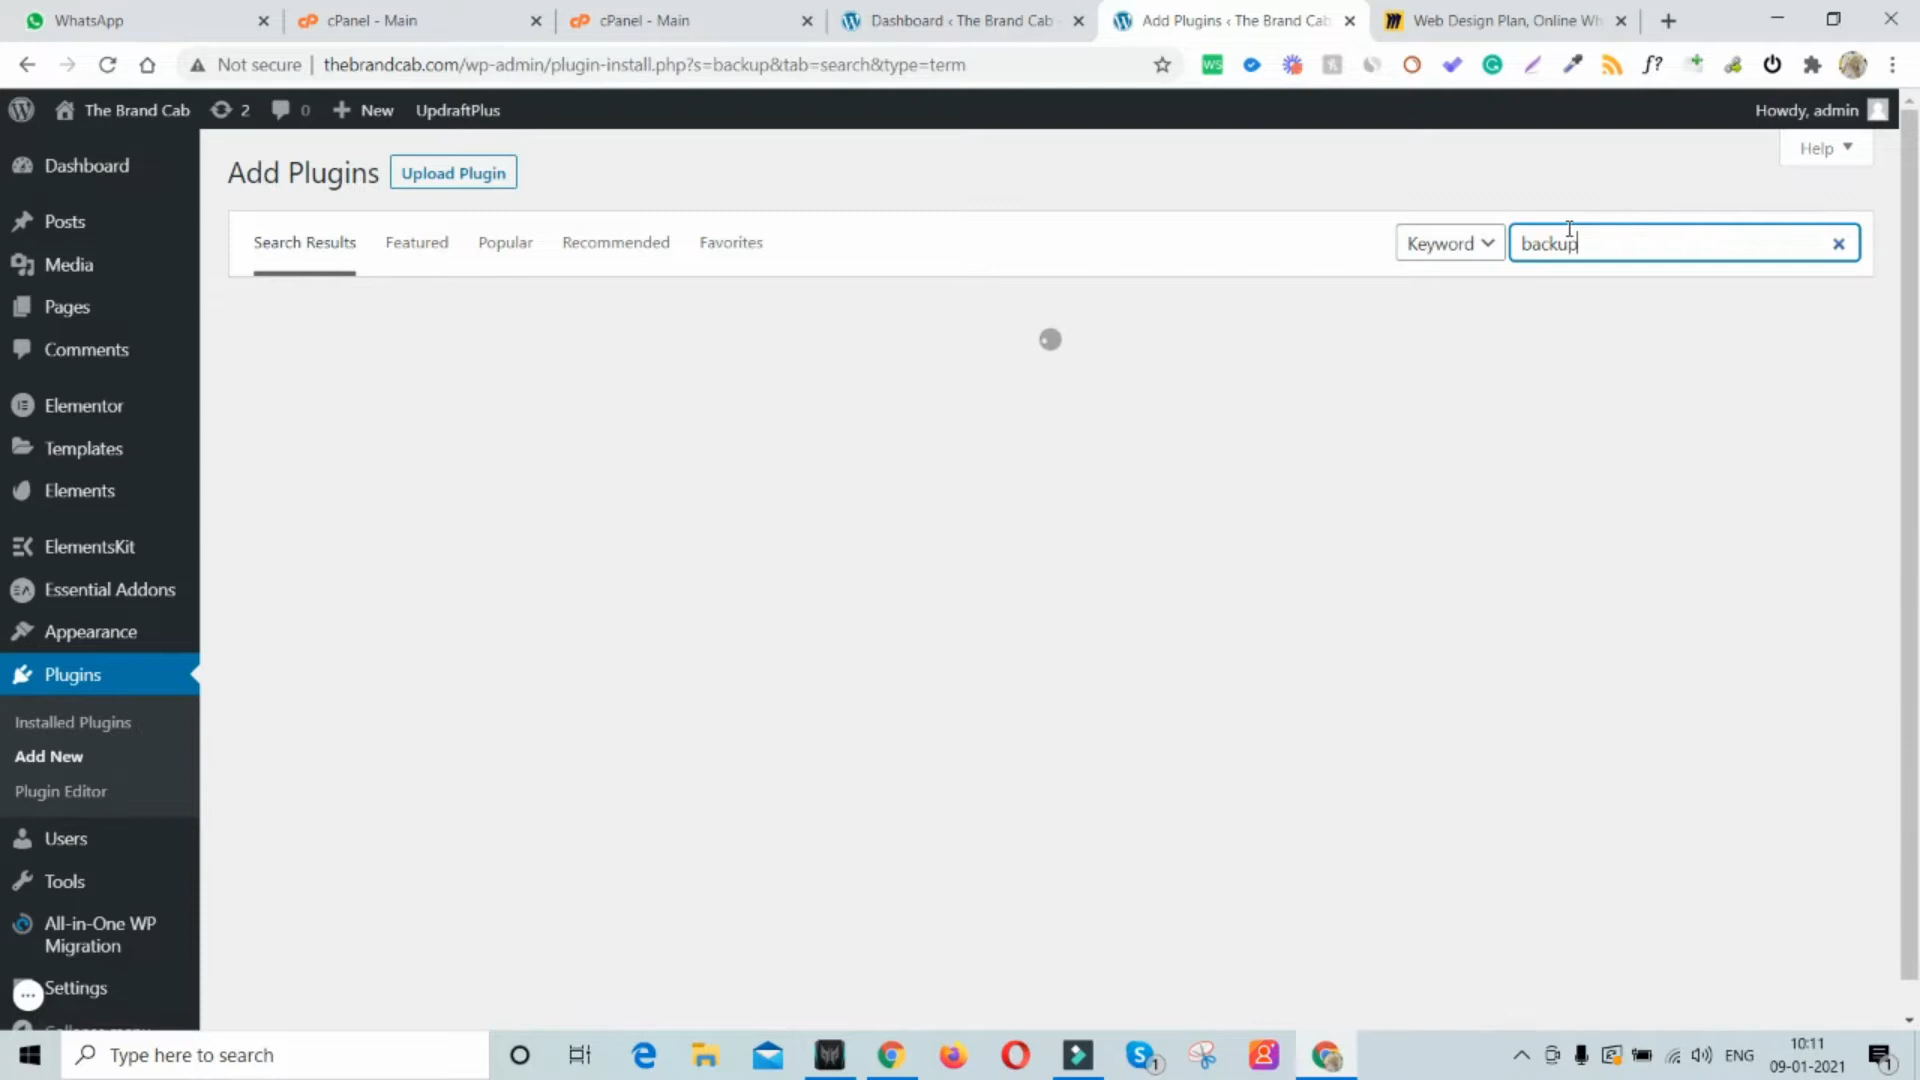 WhatsApp
cPanel - Main
cPanel - Main
Dashboard ‹ The Brand Cab
Add Plugins ‹ The Brand Cab
Web Design Plan, Online Wh
Not secure | thebrandcab.com/wp-admin/plugin-install.php?s=backup&tab=search&type=term
The Brand Cab 2 0 New UpdraftPlus
Howdy, admin
Help
Add Plugins
Upload Plugin
Search Results
Featured
Popular
Recommended
Favorites
Keyword
backup
Dashboard
Posts
Media
Pages
Comments
Elementor
Templates
Elements
ElementsKit
Essential Addons
Appearance
Plugins
Installed Plugins
Add New
Plugin Editor
Users
Tools
All-in-One WP
Migration
Settings
Type here to search
ENG
10:11
09-01-2021